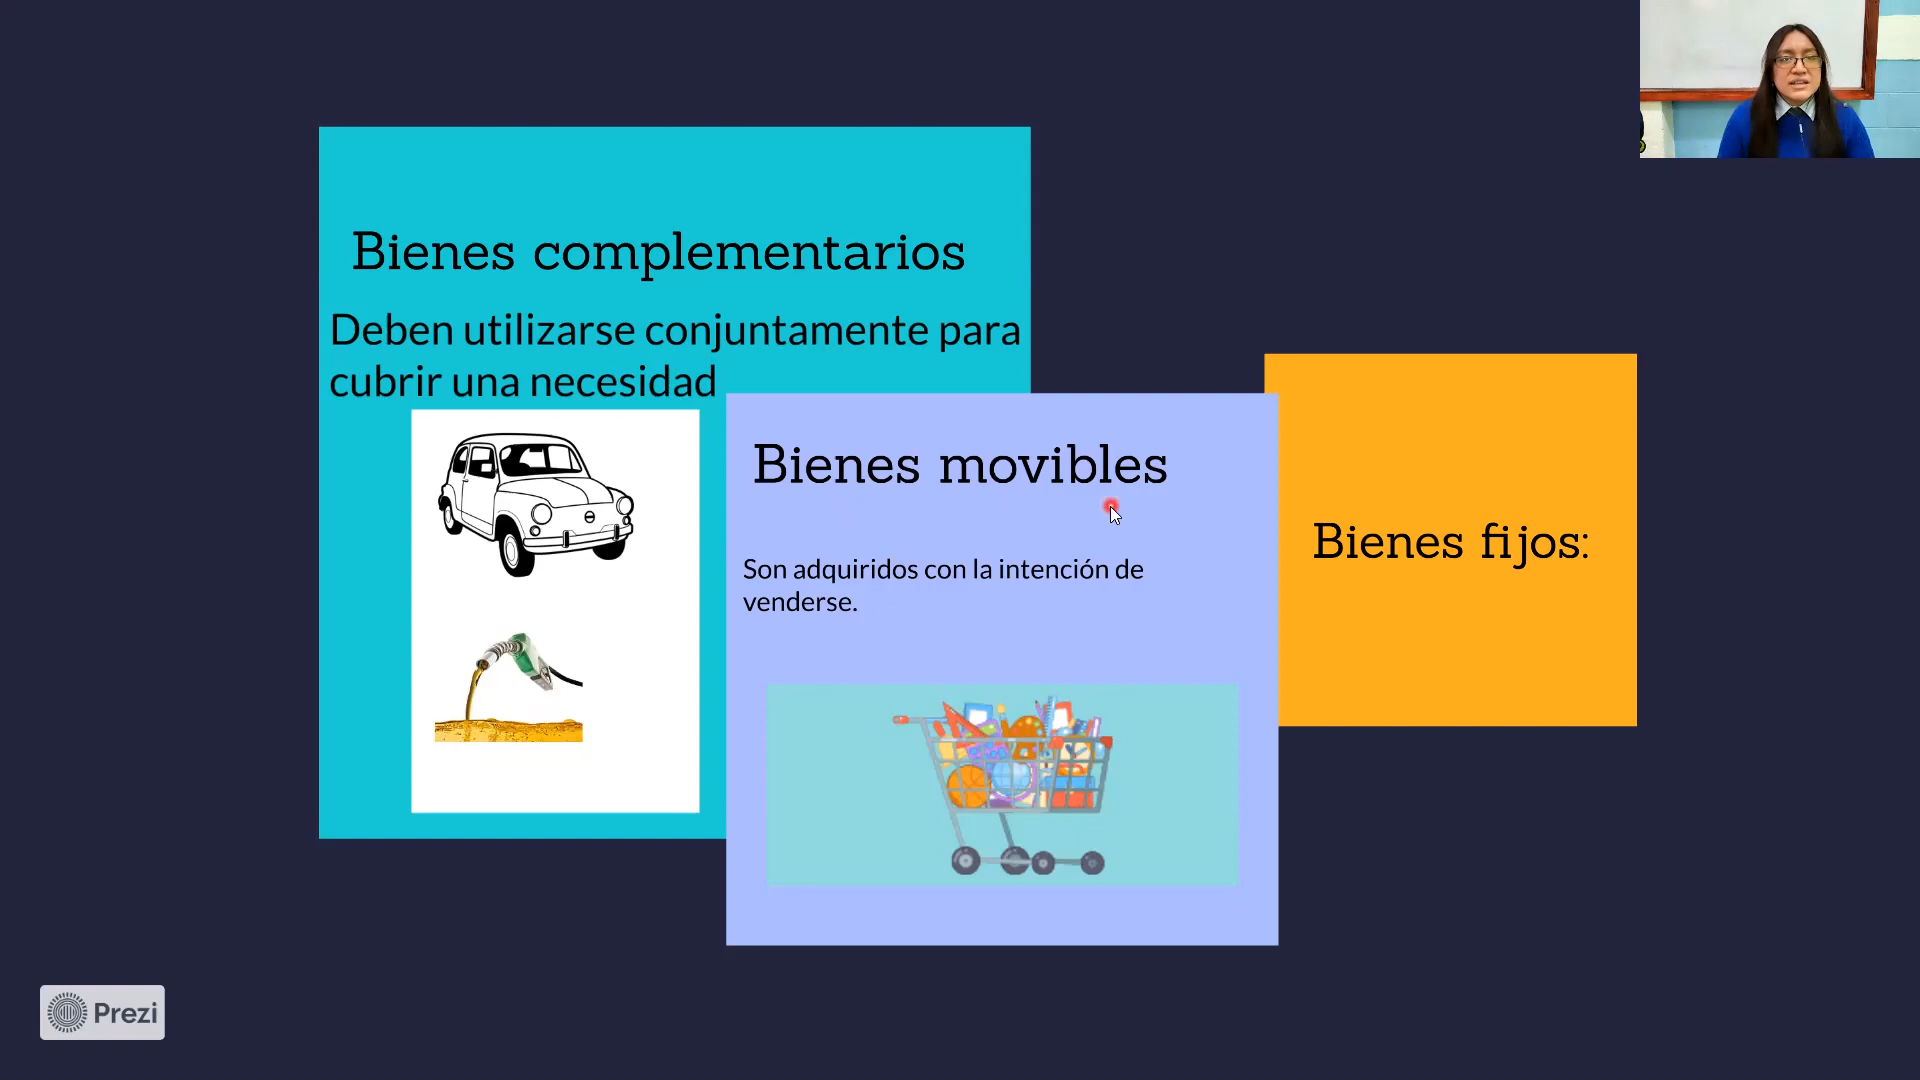 Bienes complementarios
Deben utilizarse conjuntamente para
cubrir una necesidad
Bienes movibles
Son adquiridos con la intención de
venderse.
Bienes fijos:
Prezi